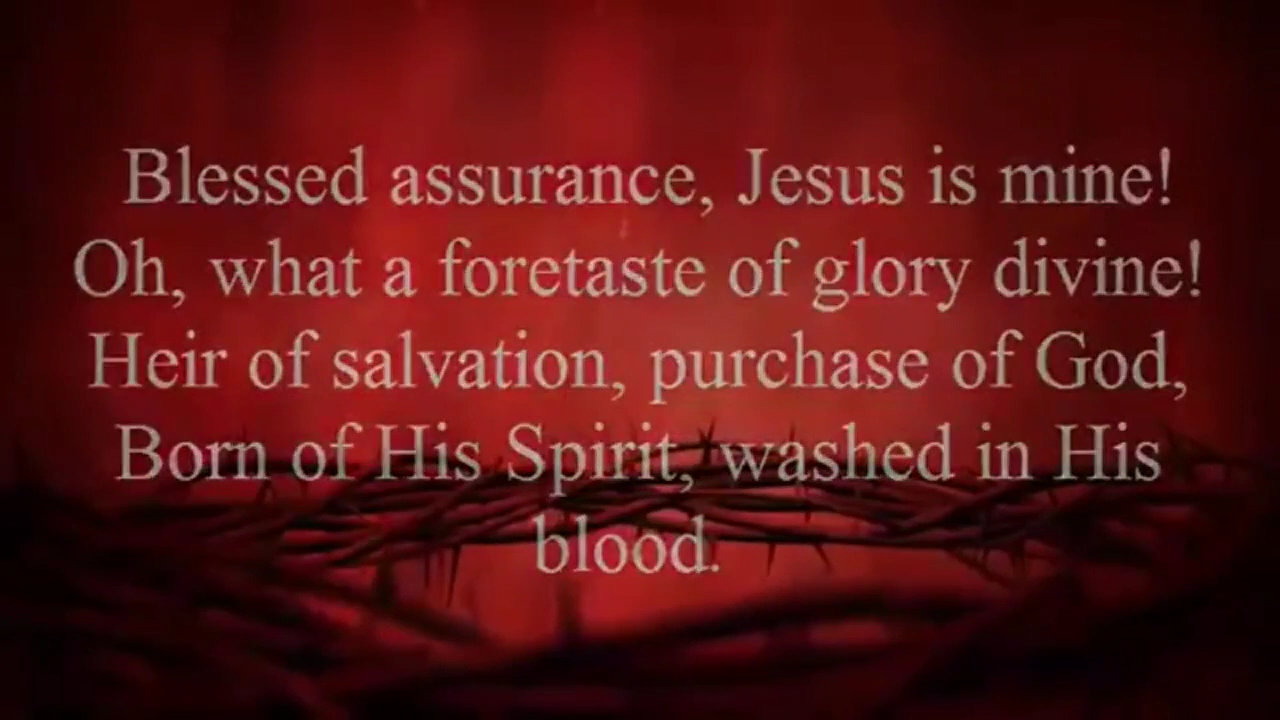 Blessed assurance, Jesus is mine!
Oh, what a foretaste of glory divine!
Heir of salvation, purchase of God,
Born of His Spirit, washed in His
blood.